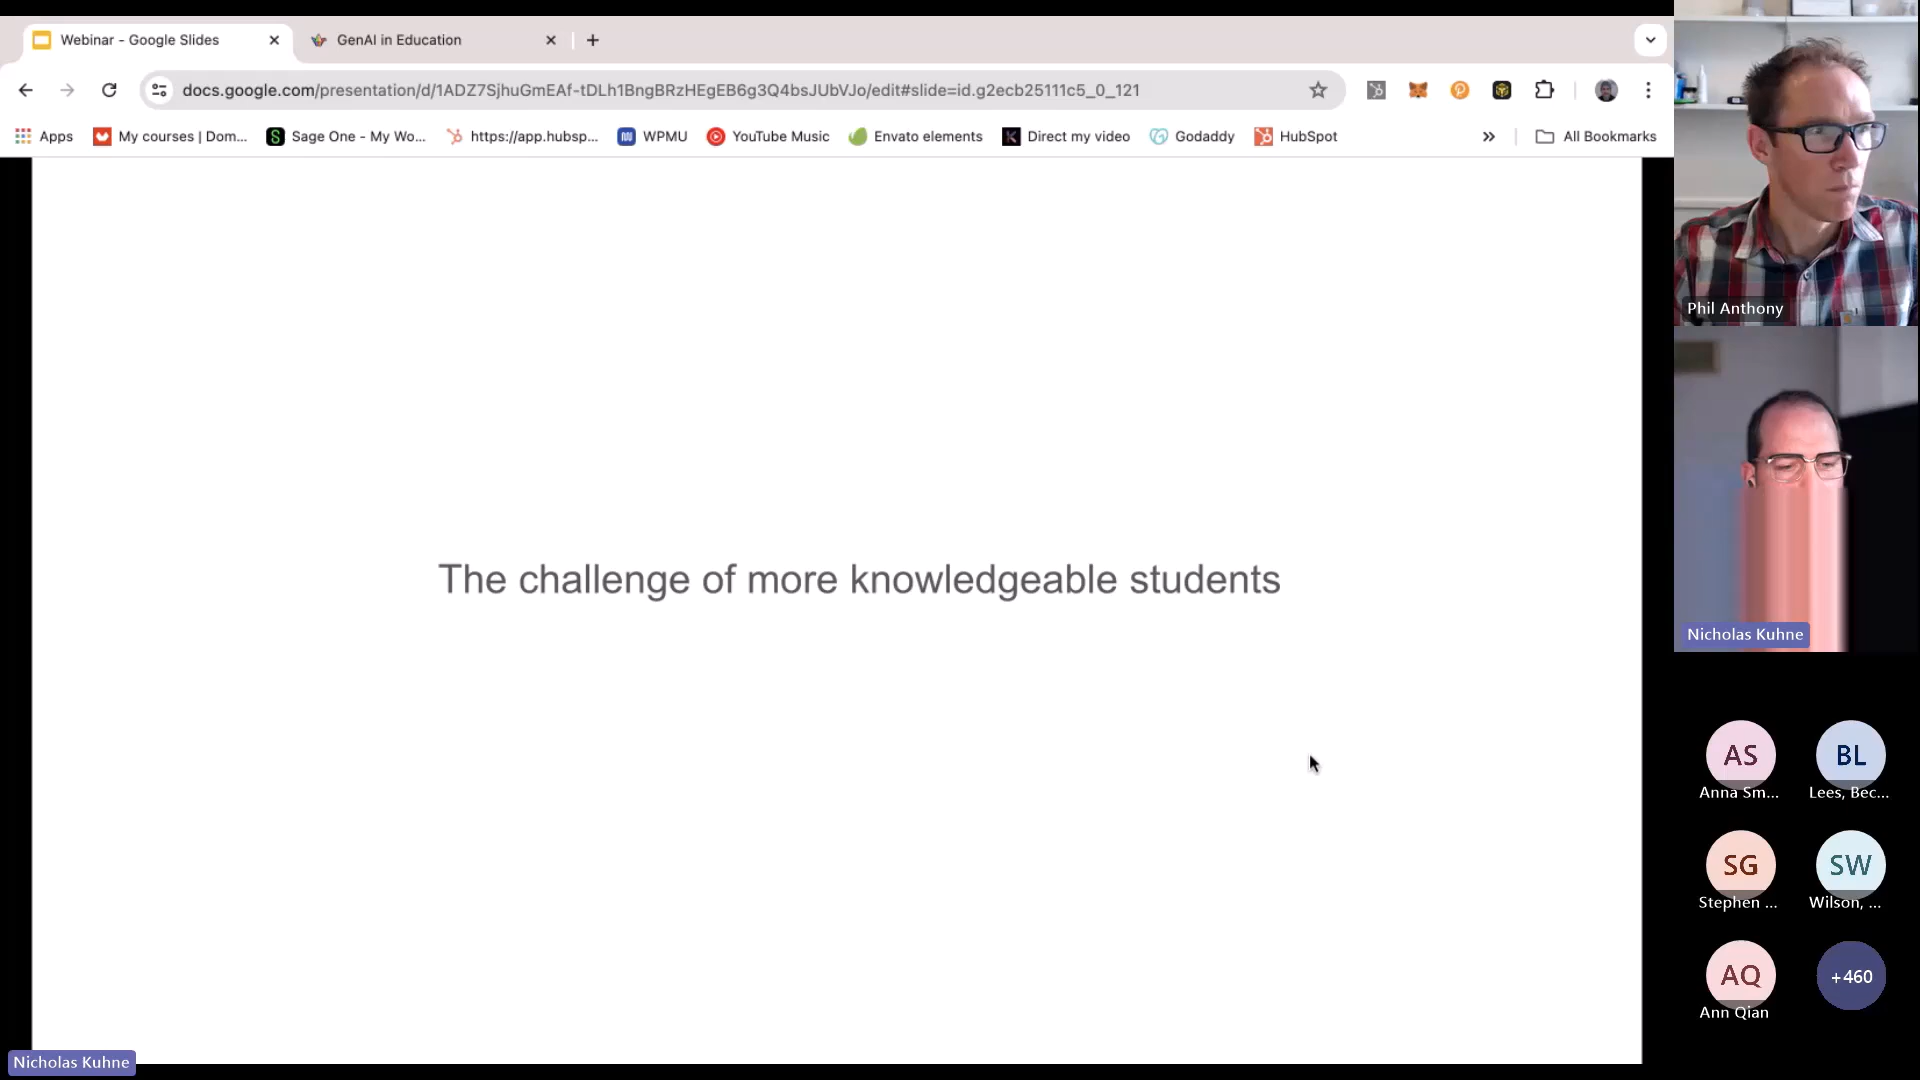 Webinar - Google Slides
GenAI in Education
docs.google.com/presentation/d/1ADZ7SjhuGmEAf-tDLh1BngBRzHEgEB6g3Q4bsJUbVJo/edit#slide=id.g2ecb25111c5_0_121
Apps
My courses | Dom...
Sage One - My Wo...
https://app.hubsp...
WPMU
YouTube Music
Envato elements
Direct my video
Godaddy
HubSpot
All Bookmarks
The challenge of more knowledgeable students
Phil Anthony
Nicholas Kuhne
AS
Anna Sm...
BL
Lees, Bec...
SG
Stephen ...
SW
Wilson, ...
AQ
Ann Qian
+460
Nicholas Kuhne